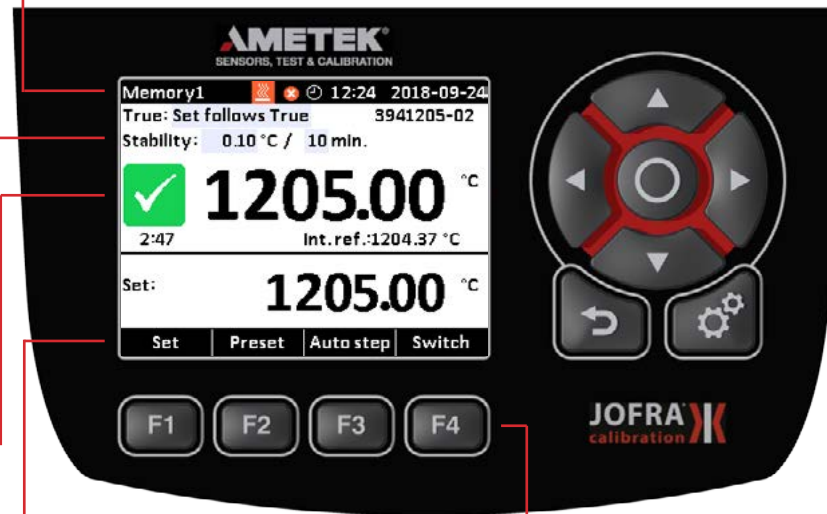 AMETEK®
SENSORS, TEST & CALIBRATION
Memory1 12:24 2018-09-24
True: Set follows True 3941205-02
Stability: 0.10 °C / 10 min.
1205.00 °C
2:47 Int.ref.:1204.37 °C
Set: 1205.00 °C
Set Preset Auto step Switch
F1 F2 F3 F4
JOFRA
calibration